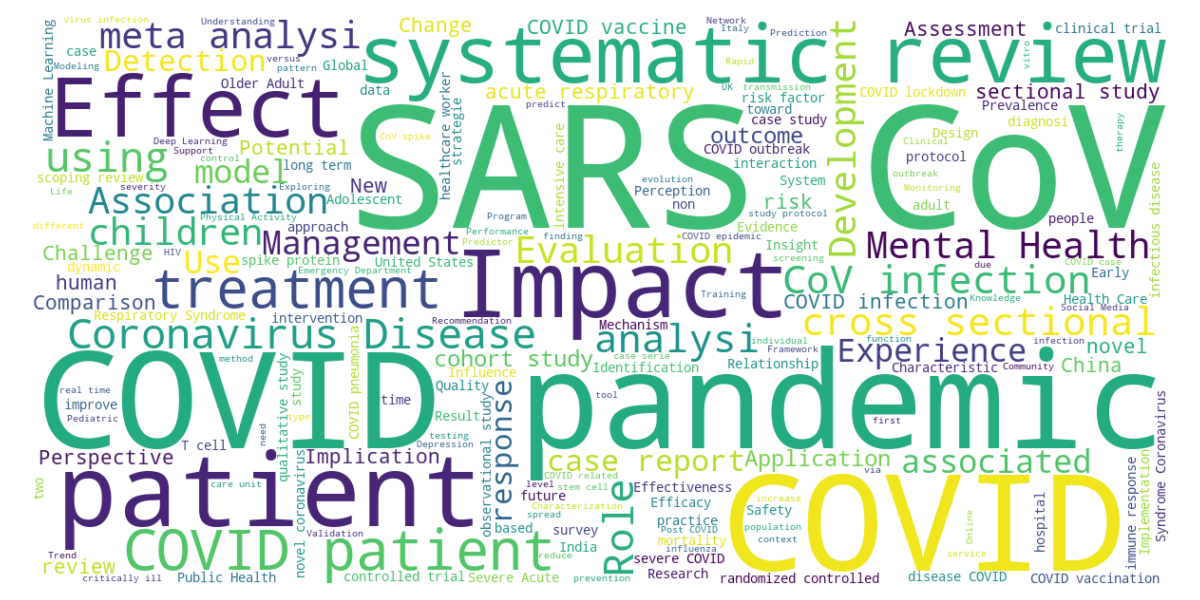 virus infection
Understanding
meta analysi
Change
COVID vaccine
Network
Italy
Prediction
Assessment
clinical trial
Machine Learning
case
versus
Modeling
pattern
Global
Detection
systematic review
Rapid
vitro
Older Adult
data
Effect
acute respiratory
UK
transmission
risk factor
toward
case study
COVID lockdown
sectional study
Prevalence
diagnosi
predict
healthcare worker
strategie
CoV spike
SARS CoV
Development
Deep Learning
Support
control
Potential
long term
using
model
outcome
COVID outbreak
interaction
Design
Clinical
protocol
therapy
scoping review
severity
Exploring
Life
New
Adolescent
intensive care
evolution
Perception
non
System
risk
outbreak
Monitoring
adult
infectious disease
Association
Physical Activity
approach
Program
Performance
Predictor
study protocol
Evidence
people
different
children
HIV
finding
COVID epidemic
Insight
screening
Management
Evaluation
Mental Health
Challenge
dynamic
Use
spike protein
United States
Emergency Department
Impact
Training
CoV infection
due
COVID case
Early
human
treatment
Comparison
COVID infection
Knowledge
Health Care
Social Media
Respiratory Syndrome
intervention
Recommendation
Mechanism
cross sectional
Coronavirus Disease
analysi
individual
function
infection
novel
method
cohort study
case serie
Identification
Framework
Relationship
Experience
Characteristic
Community
China
COVID pandemic
qualitative study
study
type
COVID pneumonia
Influence
Quality
time
Result
real time
improve
Pediatric
need
response
tool
first
testing
Depression
observational study
T cell
Perspective
Implication
case report
Application
associated
via
Syndrome Coronavirus
two
patient
care unit
novel coronavirus
level
future
COVID related
stem cell
Characterization
spread
Role
Effectiveness
Efficacy
practice
Post COVID
mortality
influenza
increase
Safety
population
context
COVID
Online
service
hospital
immune response
Implementation
Validation
based
survey
India
reduce
Trend
review
critically ill
COVID patient
Public Health
controlled trial
Severe Acute
prevention
severe COVID
Research
randomized controlled
disease COVID
COVID vaccination